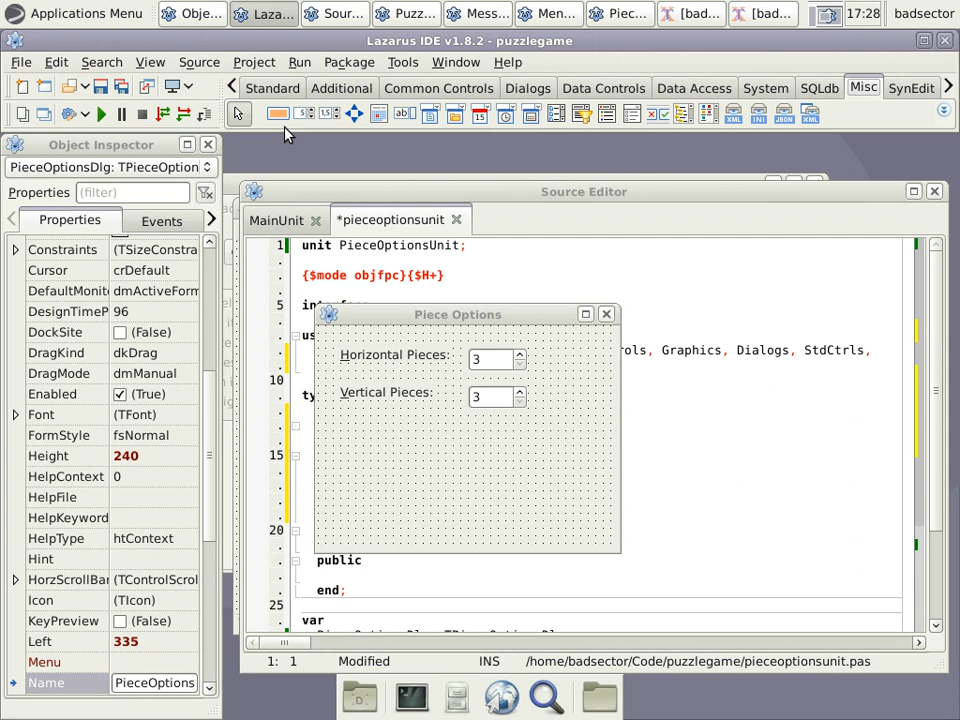 Applications Menu
Obje...
Laza...
Sour...
Puzz...
Mess...
Men...
Piec...
[bad...
[bad...
17:28
badsector
Lazarus IDE v1.8.2 - puzzlegame
File Edit Search View Source Project Run Package Tools Window Help
Standard Additional Common Controls Dialogs Data Controls Data Access System SQLdb Misc SynEdit
Object Inspector
PieceOptionsDlg: TPieceOption
Properties (filter)
Properties Events
Constraints (TSizeConstra
Cursor crDefault
DefaultMonit dmActiveForm
DesignTimeP 96
DockSite (False)
DragKind dkDrag
DragMode dmManual
Enabled (True)
Font (TFont)
FormStyle fsNormal
Height 240
HelpContext 0
HelpFile
HelpKeyword
HelpType htContext
Hint
HorzScrollBar (TControlScrol
Icon (TIcon)
KeyPreview (False)
Left 335
Menu
Name PieceOptions
Source Editor
MainUnit *pieceoptionsunit
1 unit PieceOptionsUnit;
{$mode objfpc}{$H+}
5
us
rols, Graphics, Dialogs, StdCtrls,
10
ty
15
20
public
end;
25
var
Piece Options
Horizontal Pieces: 3
Vertical Pieces: 3
1: 1 Modified INS /home/badsector/Code/puzzlegame/pieceoptionsunit.pas